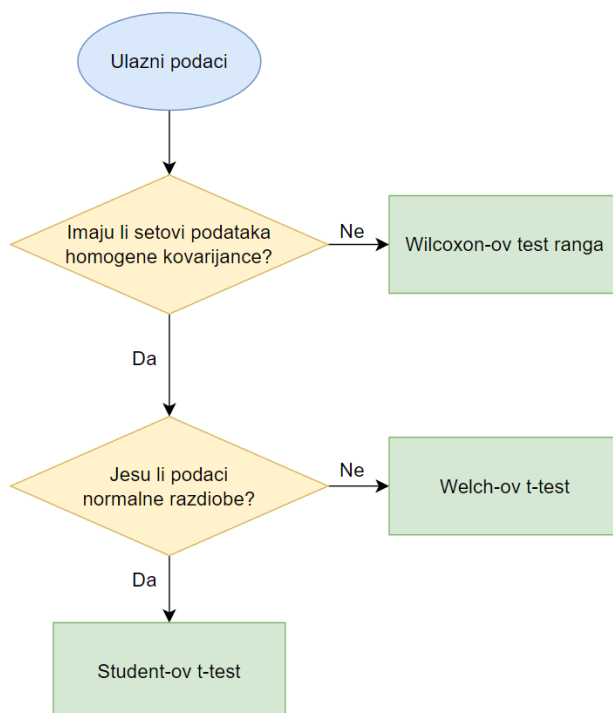 Ulazni podaci
Imaju li setovi podataka
homogene kovarijance?
Ne
Wilcoxon-ov test ranga
Da
Jesu li podaci
normalne razdiobe?
Ne
Welch-ov t-test
Da
Student-ov t-test